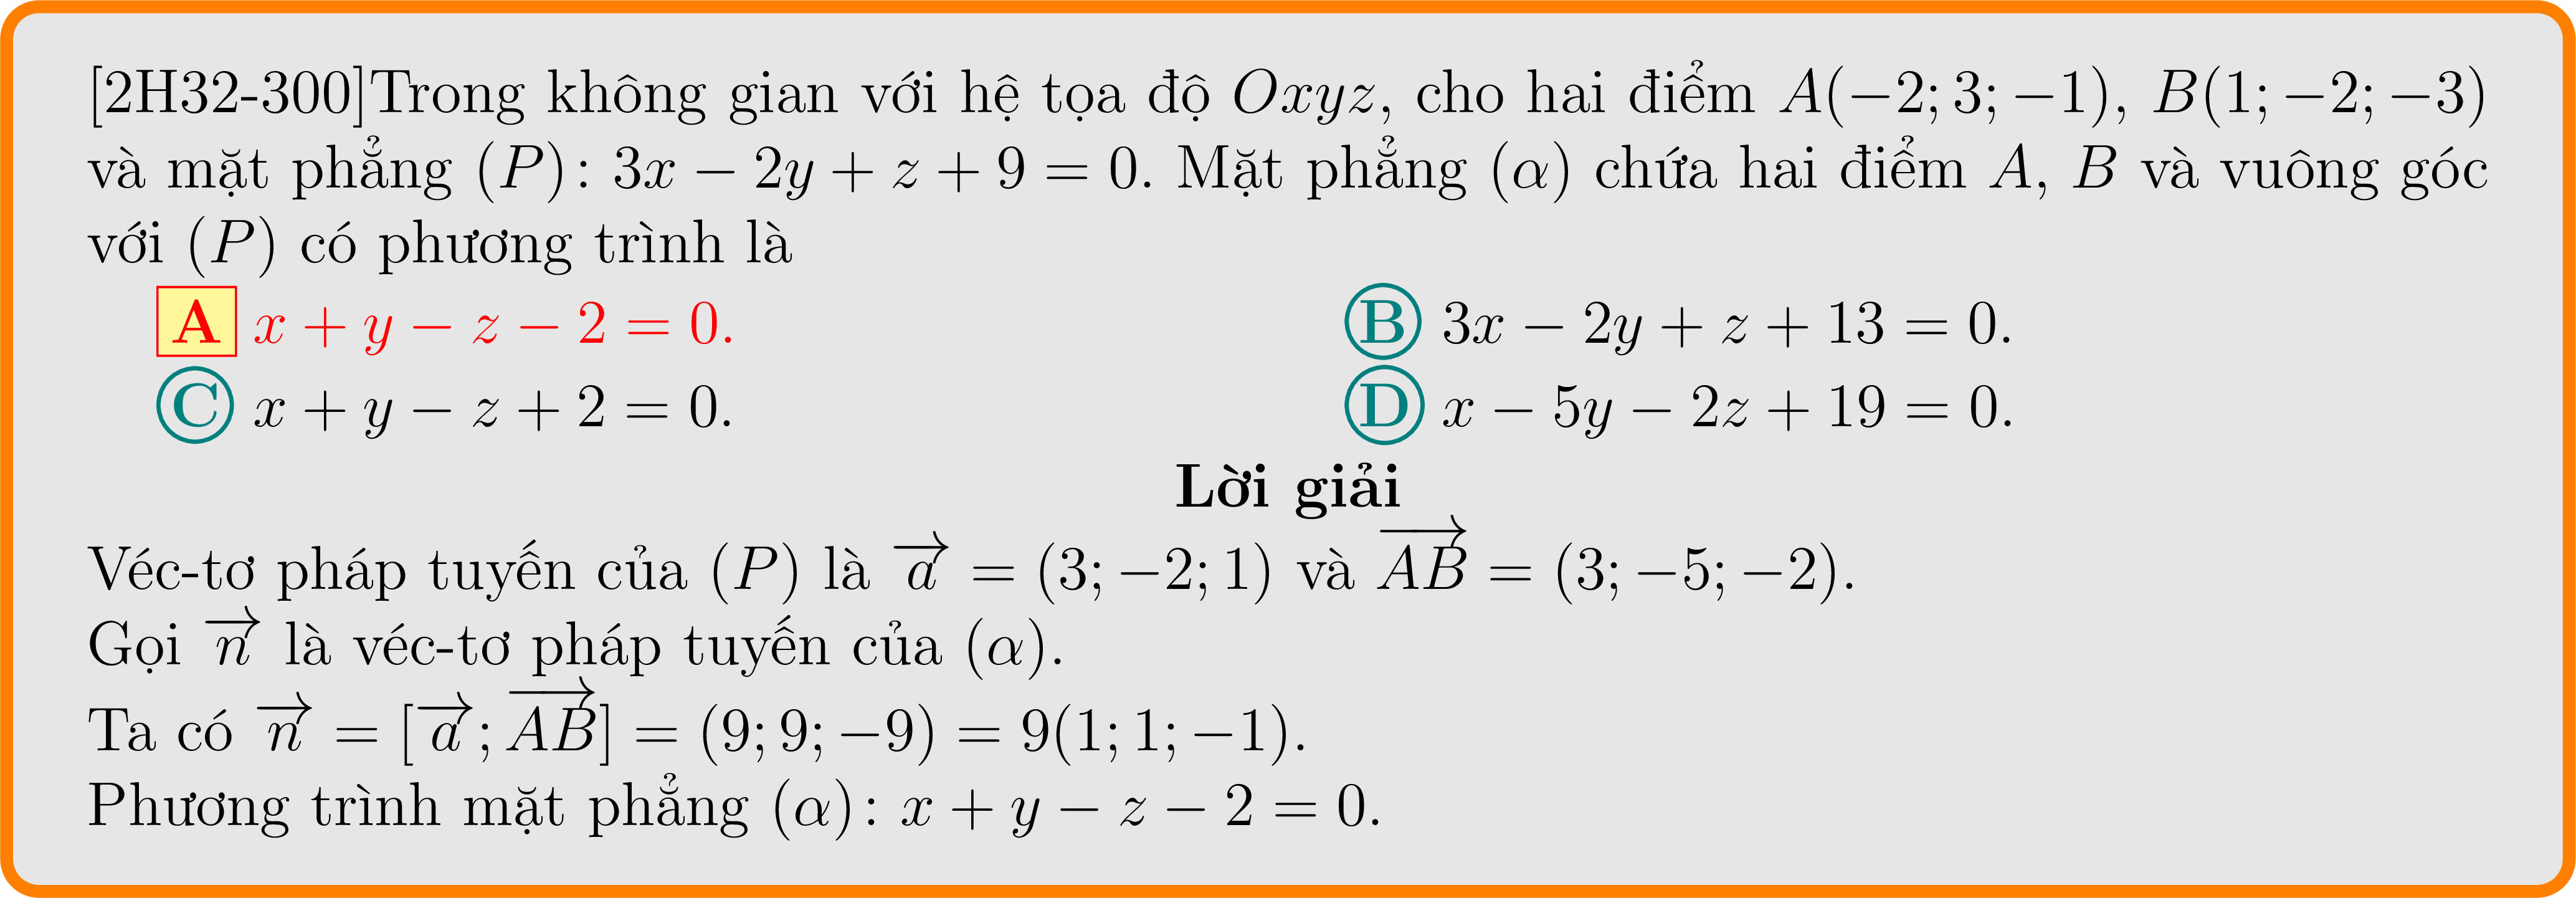 [2H32-300]Trong không gian với hệ tọa độ Oxyz, cho hai điểm A(−2; 3; −1), B(1; −2; −3)
và mặt phẳng (P): 3x − 2y + z + 9 = 0. Mặt phẳng (α) chứa hai điểm A, B và vuông góc
với (P) có phương trình là
A x + y − z − 2 = 0.
B 3x − 2y + z + 13 = 0.
C x + y − z + 2 = 0.
D x − 5y − 2z + 19 = 0.
Lời giải
Véc-tơ pháp tuyến của (P) là $\overrightarrow{a}$ = (3; −2; 1) và $\overrightarrow{AB}$ = (3; −5; −2).
Gọi $\overrightarrow{n}$ là véc-tơ pháp tuyến của (α).
Ta có $\overrightarrow{n}$ = [$\overrightarrow{a}$; $\overrightarrow{AB}$] = (9; 9; −9) = 9(1; 1; −1).
Phương trình mặt phẳng (α): x + y − z − 2 = 0.